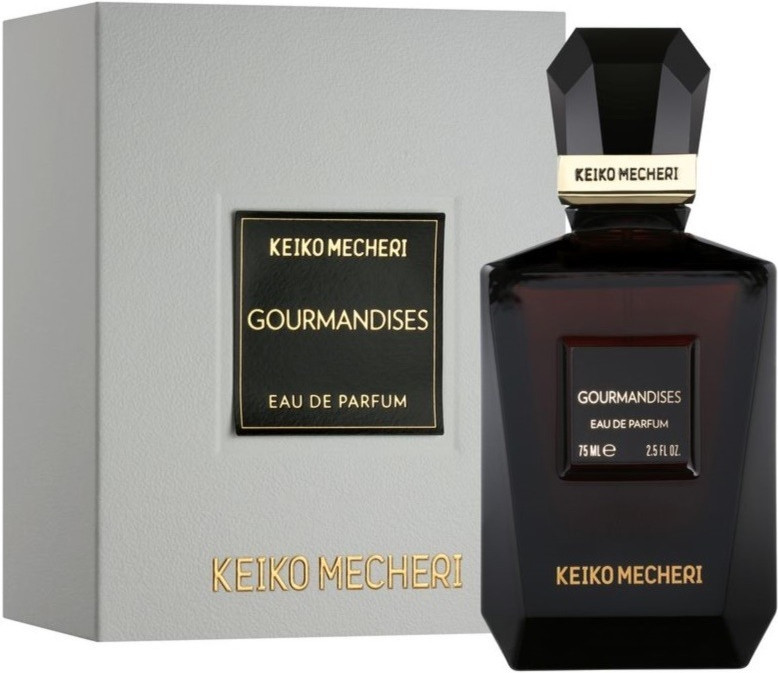 KEIKO MECHERI
GOURMANDISES
EAU DE PARFUM
KEIKO MECHERI
KEIKO MECHERI
GOURMANDISES
EAU DE PARFUM
75 ML ℮ 2.5 FL OZ.
KEIKO MECHERI